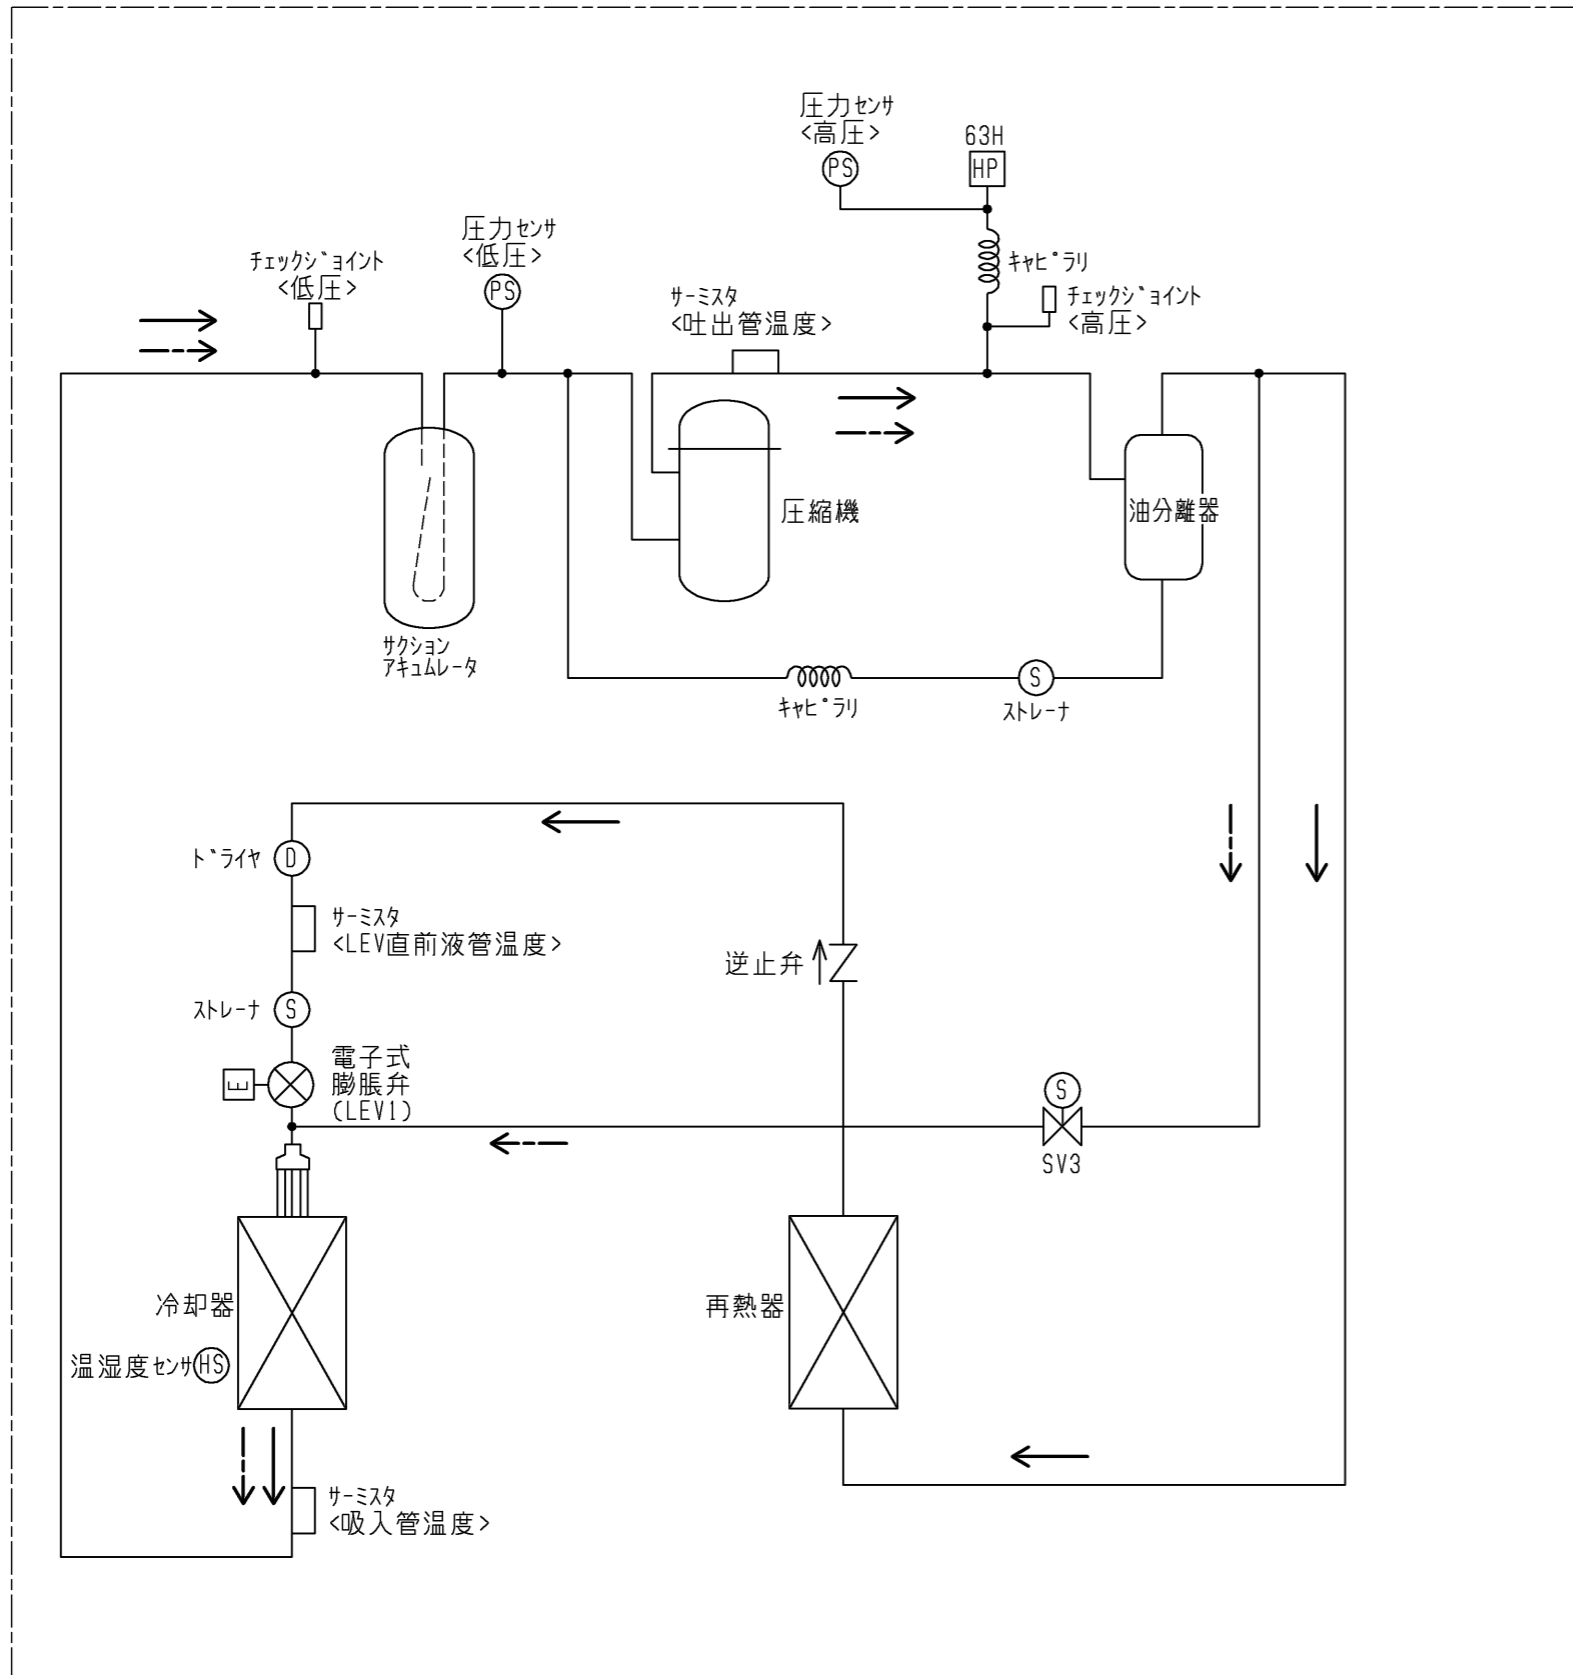 圧力センサ
<高圧>
PS
63H
HP
キャピラリ
チェックジョイント
<高圧>
圧力センサ
<低圧>
PS
チェックジョイント
<低圧>
サーミスタ
<吐出管温度>
圧縮機
油分離器
サクション
アキュムレータ
キャピラリ
S
ストレーナ
ドライヤ
D
サーミスタ
<LEV直前液管温度>
ストレーナ
S
逆止弁
電子式
膨脹弁
(LEV1)
E
S
SV3
冷却器
温湿度センサ
HS
再熱器
サーミスタ
<吸入管温度>